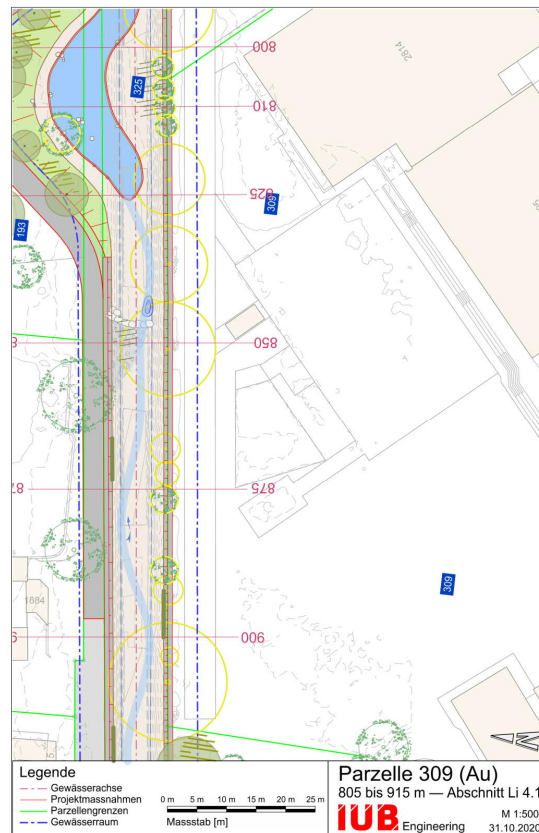 800
2814
325
817
825
309
193
850
875
309
1684
900
Legende
Gewässerachse
Projektmassnahmen
Parzellengrenzen
Gewässerraum
0 m 5 m 10 m 15 m 20 m 25 m
Massstab [m]
Parzelle 309 (Au)
805 bis 915 m — Abschnitt Li 4.1
IUB Engineering
M 1:500
31.10.2020